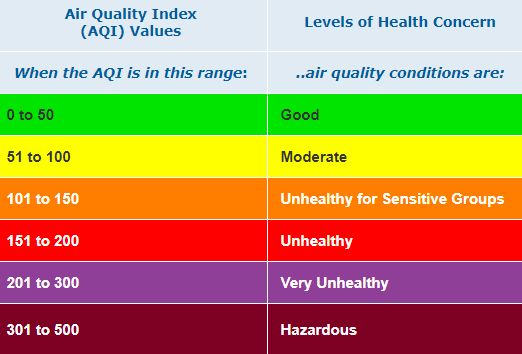 Air Quality Index
(AQI) Values
Levels of Health Concern
When the AQI is in this range:
..air quality conditions are:
0 to 50
Good
51 to 100
Moderate
101 to 150
Unhealthy for Sensitive Groups
151 to 200
Unhealthy
201 to 300
Very Unhealthy
301 to 500
Hazardous